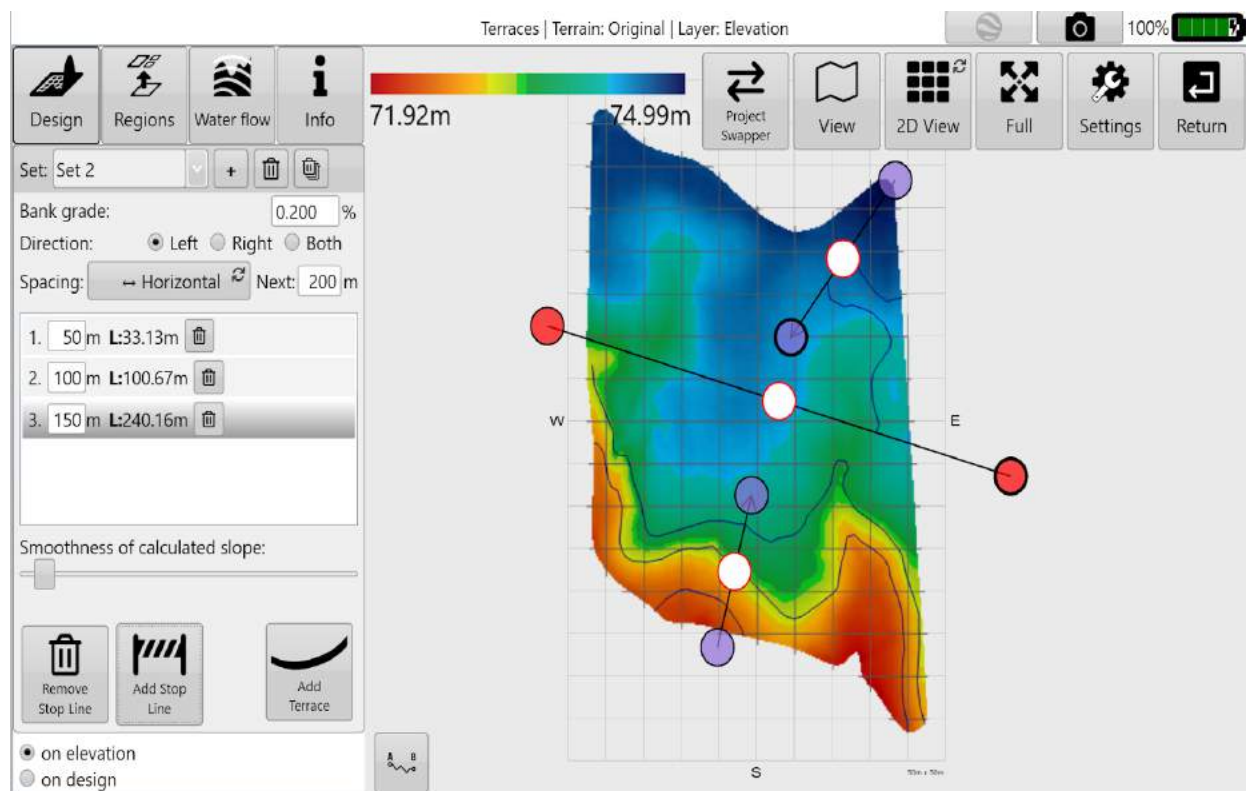 Terraces | Terrain: Original | Layer: Elevation
100%
Design
Regions
Water flow
Info
71.92m
74.99m
Project
Swapper
View
2D View
Full
Settings
Return
Set: Set 2
+
Bank grade: 0.200 %
Direction: Left Right Both
Spacing: ↔ Horizontal Next: 200 m
1. 50 m L:33.13m
2. 100 m L:100.67m
3. 150 m L:240.16m
W
E
Smoothness of calculated slope:
Remove
Stop Line
Add Stop
Line
Add
Terrace
on elevation
on design
A B
S
50m x 50m